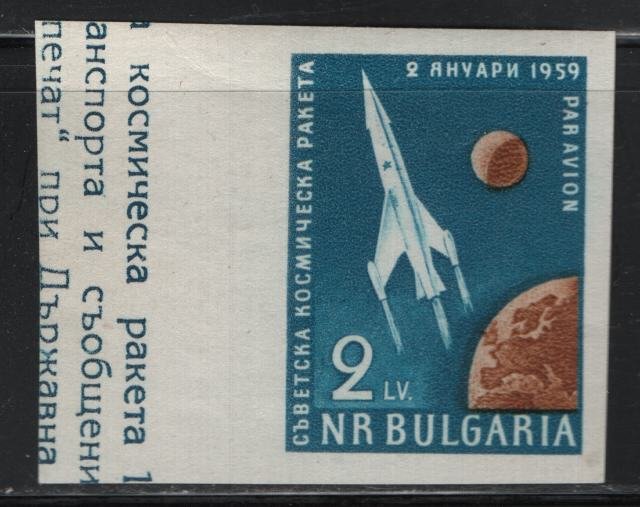 а космическа ракета 1
анспорта и съобщени
печат“ при Държавна
СЪВЕТСКА КОСМИЧЕСКА РАКЕТА
2 ЯНУАРИ 1959
PAR AVION
2 LV.
NR BULGARIA